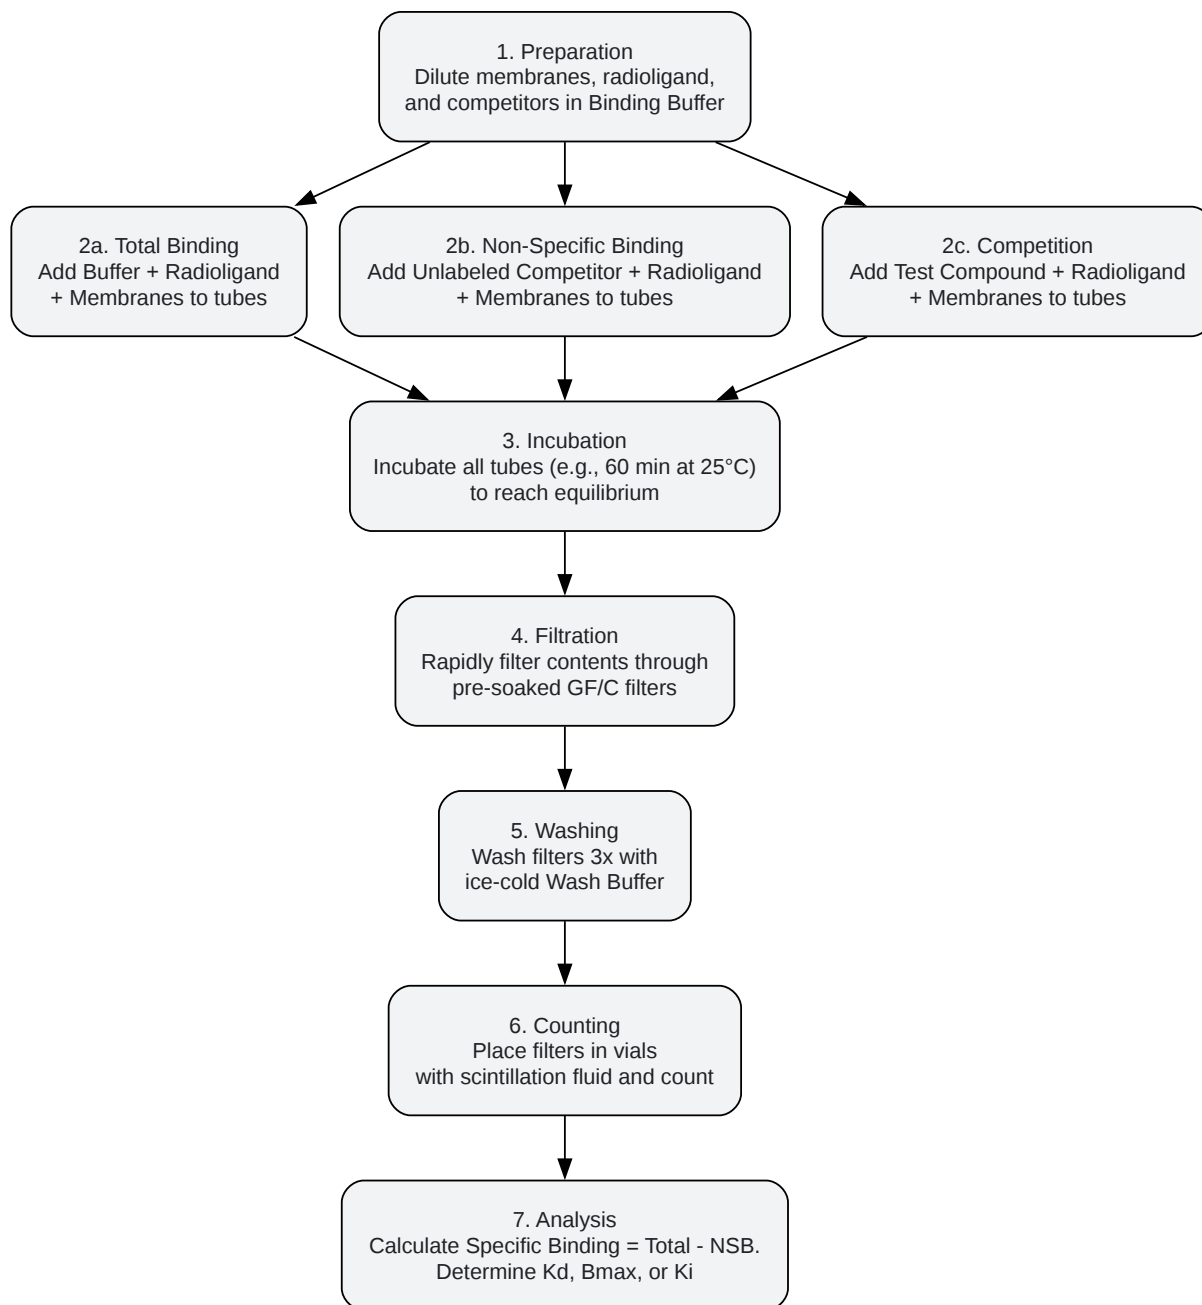 1. Preparation
Dilute membranes, radioligand,
and competitors in Binding Buffer
2a. Total Binding
Add Buffer + Radioligand
+ Membranes to tubes
2b. Non-Specific Binding
Add Unlabeled Competitor + Radioligand
+ Membranes to tubes
2c. Competition
Add Test Compound + Radioligand
+ Membranes to tubes
3. Incubation
Incubate all tubes (e.g., 60 min at 25°C)
to reach equilibrium
4. Filtration
Rapidly filter contents through
pre-soaked GF/C filters
5. Washing
Wash filters 3x with
ice-cold Wash Buffer
6. Counting
Place filters in vials
with scintillation fluid and count
7. Analysis
Calculate Specific Binding = Total - NSB.
Determine Kd, Bmax, or Ki